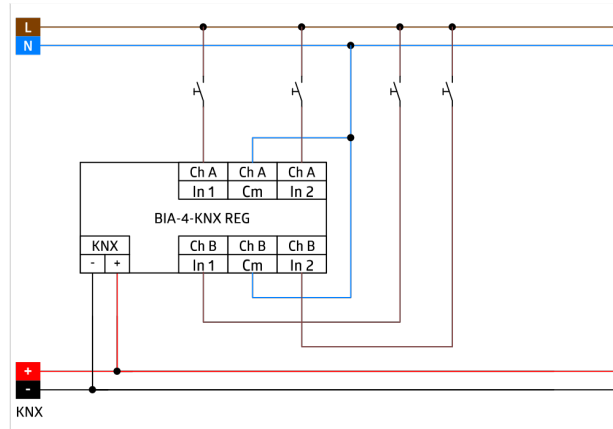 L
N
Ch A Ch A Ch A
In 1 Cm In 2
BIA-4-KNX REG
KNX Ch B Ch B Ch B
- + In 1 Cm In 2
+
-
KNX